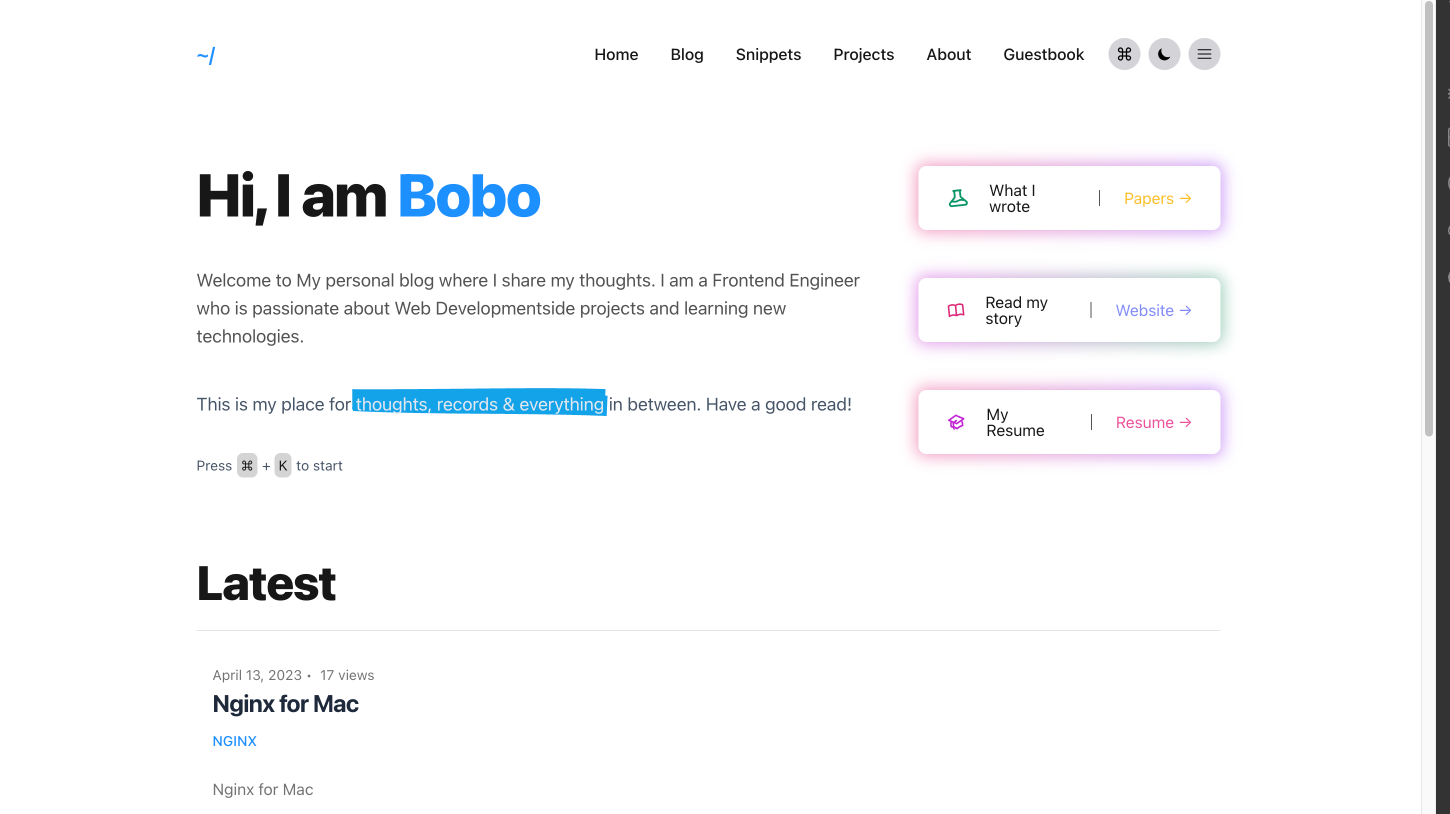 ~/
Home Blog Snippets Projects About Guestbook ⌘
Hi, I am Bobo
Welcome to My personal blog where I share my thoughts. I am a Frontend Engineer
who is passionate about Web Developmentside projects and learning new
technologies.
This is my place for thoughts, records & everything in between. Have a good read!
Press ⌘ + K to start
What I
wrote
| Papers →
Read my
story
| Website →
My
Resume
| Resume →
Latest
April 13, 2023 • 17 views
Nginx for Mac
NGINX
Nginx for Mac